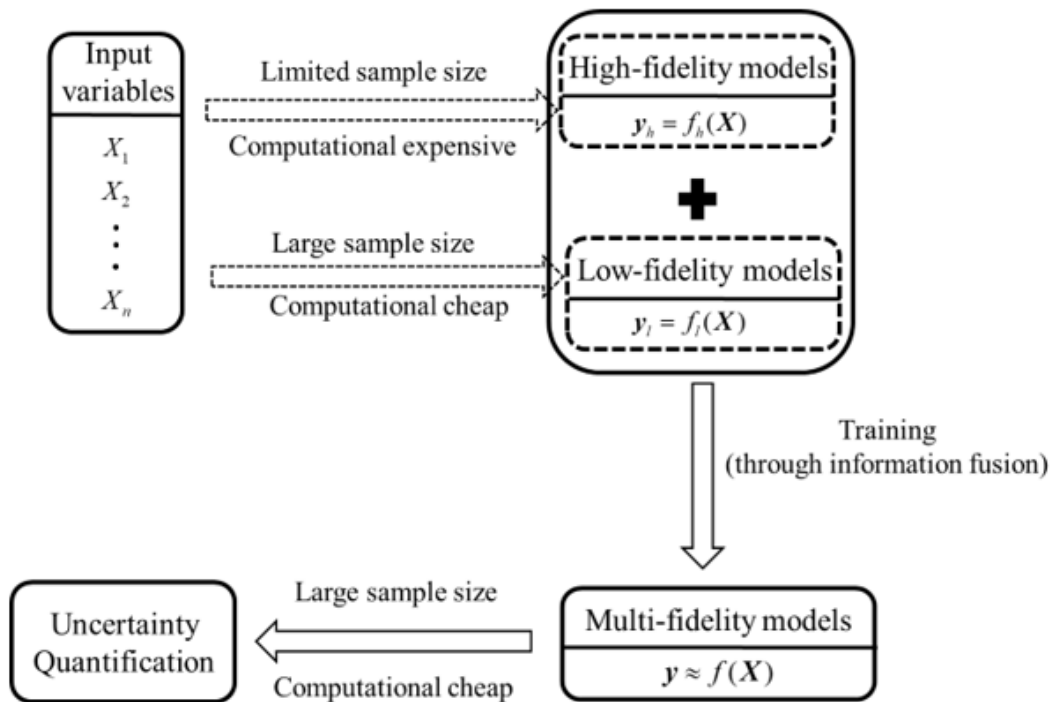 Input
variables
X₁
X₂
⋮
Xₙ
Limited sample size
Computational expensive
Large sample size
Computational cheap
High-fidelity models
yₕ = fₕ(X)
+
Low-fidelity models
yₗ = fₗ(X)
Training
(through information fusion)
Multi-fidelity models
y ≈ f(X)
Large sample size
Computational cheap
Uncertainty
Quantification